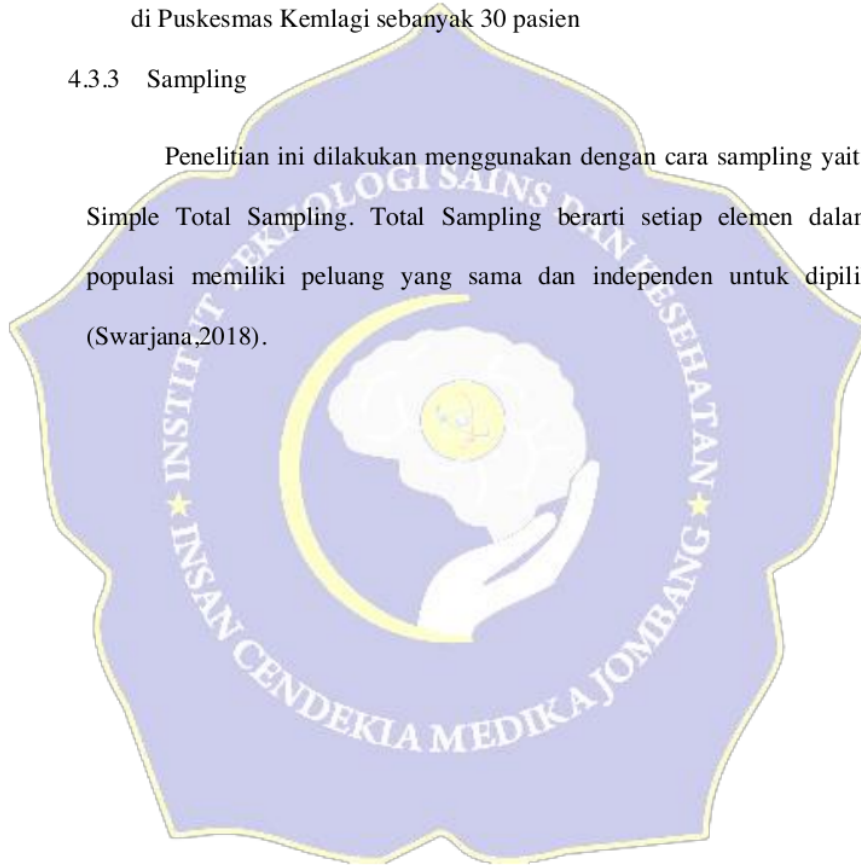 di Puskesmas Kemlagi sebanyak 30 pasien
4.3.3 Sampling
Penelitian ini dilakukan menggunakan dengan cara sampling yait
Simple Total Sampling. Total Sampling berarti setiap elemen dalam
populasi memiliki peluang yang sama dan independen untuk dipili
(Swarjana,2018).
INSTITUT TEKNOLOGI SAINS DAN KESEHATAN
INSAN CENDEKIA MEDIKA JOMBANG